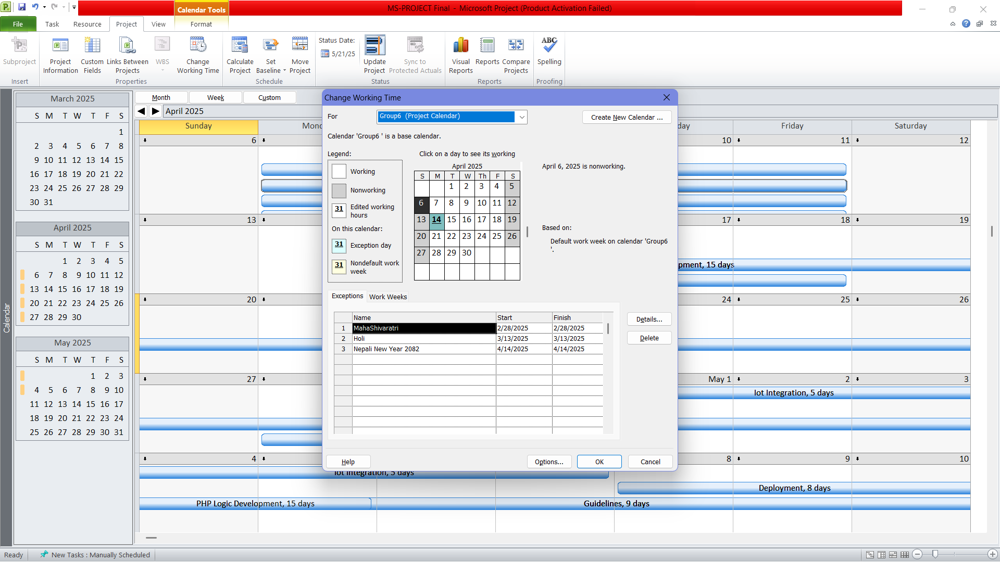 MS-PROJECT Final - Microsoft Project (Product Activation Failed)
Calendar Tools
File Task Resource Project View Format
Subproject
Project Information
Custom Fields
Links Between Projects
WBS
Change Working Time
Calculate Project
Set Baseline
Move Project
Status Date:
5/21/25
Update Project
Sync to Protected Actuals
Visual Reports
Reports
Compare Projects
ABC
Spelling
Insert Properties Schedule Status Reports Proofing
Calendar
March 2025
S M T W T F S
1
2 3 4 5 6 7 8
9 10 11 12 13 14 15
16 17 18 19 20 21 22
23 24 25 26 27 28 29
30 31
April 2025
S M T W T F S
1 2 3 4 5
6 7 8 9 10 11 12
13 14 15 16 17 18 19
20 21 22 23 24 25 26
27 28 29 30
May 2025
S M T W T F S
1 2 3
4 5 6 7 8 9 10
11 12 13 14 15 16 17
18 19 20 21 22 23 24
25 26 27 28 29 30 31
Month Week Custom
April 2025
Sunday Mond day Friday Saturday
6 10 11 12
13 17 18 19
pment, 15 days
20 24 25 26
27 May 1 2 3
Iot Integration, 5 days
4 8 9 10
Iot Integration, 5 days
Deployment, 8 days
PHP Logic Development, 15 days
Guidelines, 9 days
Change Working Time
For Group6 (Project Calendar) Create New Calendar ...
Calendar 'Group6 ' is a base calendar.
Legend:
Working
Nonworking
31 Edited working hours
On this calendar:
31 Exception day
31 Nondefault work week
Click on a day to see its working
April 2025
S M T W Th F S
1 2 3 4 5
6 7 8 9 10 11 12
13 14 15 16 17 18 19
20 21 22 23 24 25 26
27 28 29 30
April 6, 2025 is nonworking.
Based on:
Default work week on calendar 'Group6
'.
Exceptions Work Weeks
Name Start Finish
1 MahaShivaratri 2/28/2025 2/28/2025
2 Holi 3/13/2025 3/13/2025
3 Nepali New Year 2082 4/14/2025 4/14/2025
Details...
Delete
Help Options... OK Cancel
Ready New Tasks : Manually Scheduled